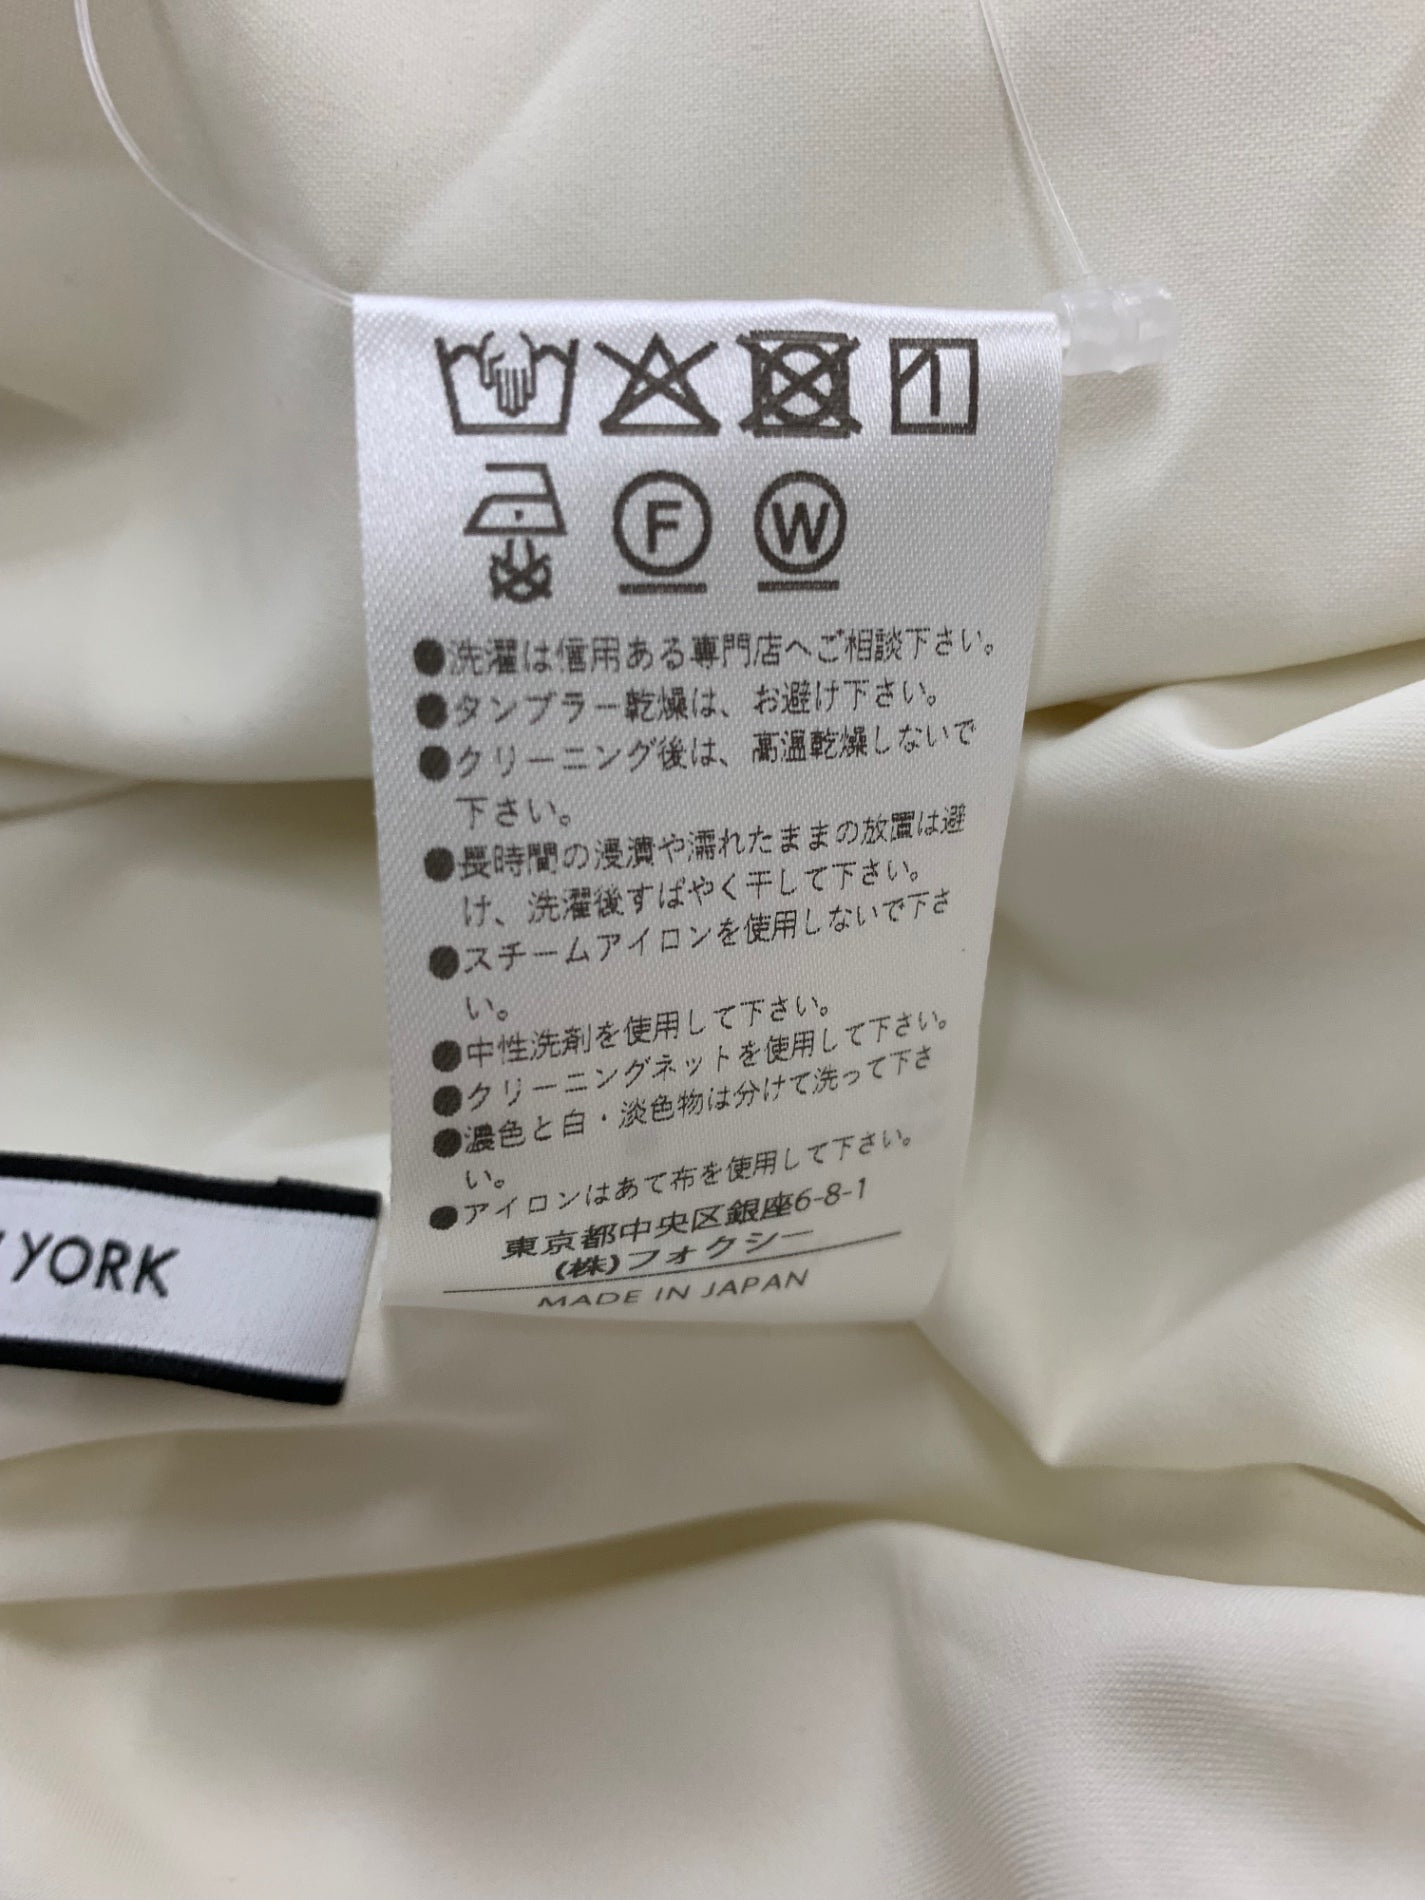 F W
●洗濯は信用ある専門店へご相談下さい。
●タンブラー乾燥は、お避け下さい。
●クリーニング後は、高温乾燥しないで
下さい。
●長時間の浸漬や濡れたままの放置は避
け、洗濯後すばやく干して下さい。
●スチームアイロンを使用しないで下さ
い。
●中性洗剤を使用して下さい。
●クリーニングネットを使用して下さい。
●濃色と白・淡色物は分けて洗って下さ
い。
●アイロンはあて布を使用して下さい。
東京都中央区銀座6-8-1
(株)フォクシー
MADE IN JAPAN
YORK